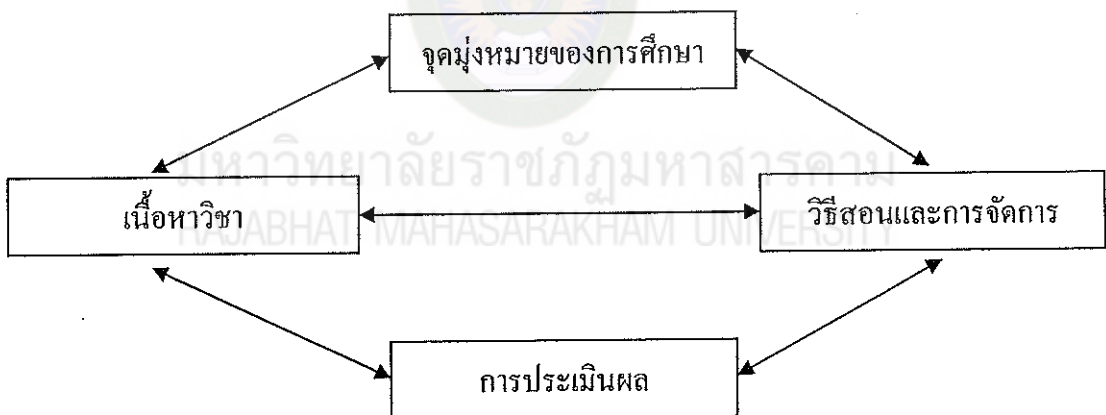 จุดมุ่งหมายของการศึกษา
มหาวิทยาลัยราชภัฏมหาสารคาม
เนื้อหาวิชา
วิธีสอนและการจัดการ
RAJABHAT MAHASARAKHAM UNIVERSITY
การประเมินผล